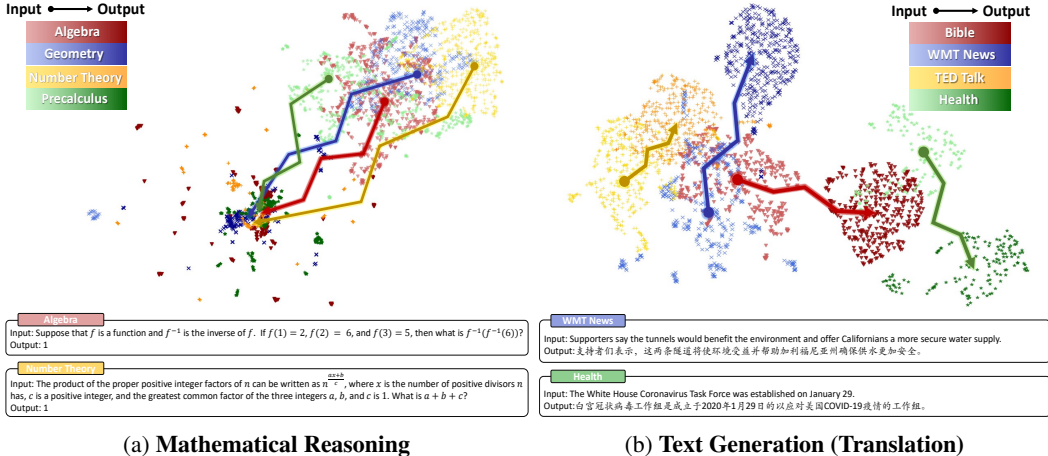 Input Output
Algebra
Geometry
Number Theory
Precalculus
Algebra
Input: Suppose that f is a function and f⁻¹ is the inverse of f. If f(1) = 2, f(2) = 6, and f(3) = 5, then what is f⁻¹(f⁻¹(6))?
Output: 1
Number Theory
Input: The product of the proper positive integer factors of n can be written as n^((ax+b)/c), where x is the number of positive divisors n
has, c is a positive integer, and the greatest common factor of the three integers a, b, and c is 1. What is a + b + c?
Output: 1
(a) Mathematical Reasoning
Input Output
Bible
WMT News
TED Talk
Health
WMT News
Input: Supporters say the tunnels would benefit the environment and offer Californians a more secure water supply.
Output:支持者们表示，这两条隧道将使环境受益并帮助加利福尼亚州确保供水更加安全。
Health
Input: The White House Coronavirus Task Force was established on January 29.
Output:白宫冠状病毒工作组是成立于2020年1月29日的以应对美国COVID-19疫情的工作组。
(b) Text Generation (Translation)